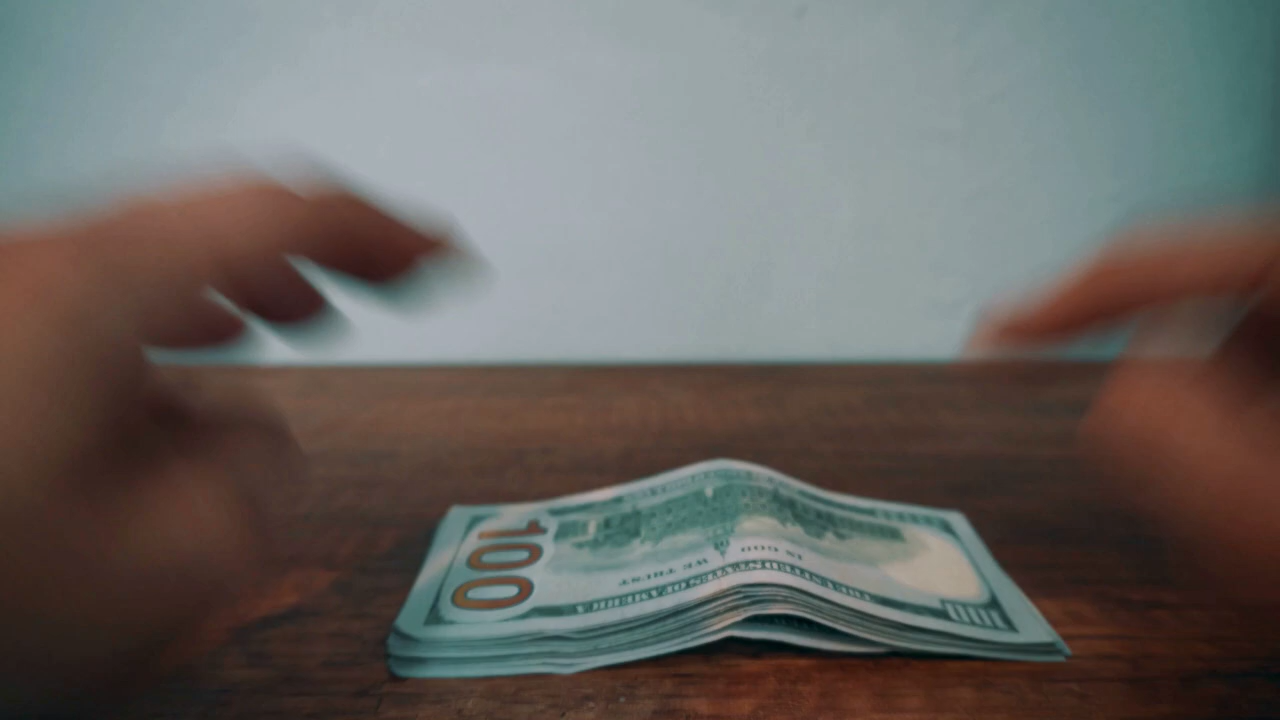 100
IN GOD WE TRUST
THE UNITED STATES OF AMERICA
100